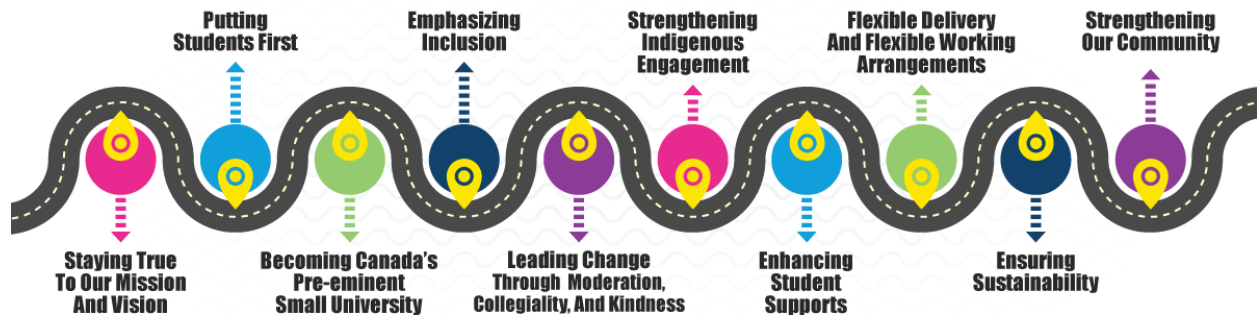 Putting
Students First
Emphasizing
Inclusion
Strengthening
Indigenous
Engagement
Flexible Delivery
And Flexible Working
Arrangements
Strengthening
Our Community
Staying True
To Our Mission
And Vision
Becoming Canada's
Pre-eminent
Small University
Leading Change
Through Moderation,
Collegiality, And Kindness
Enhancing
Student
Supports
Ensuring
Sustainability